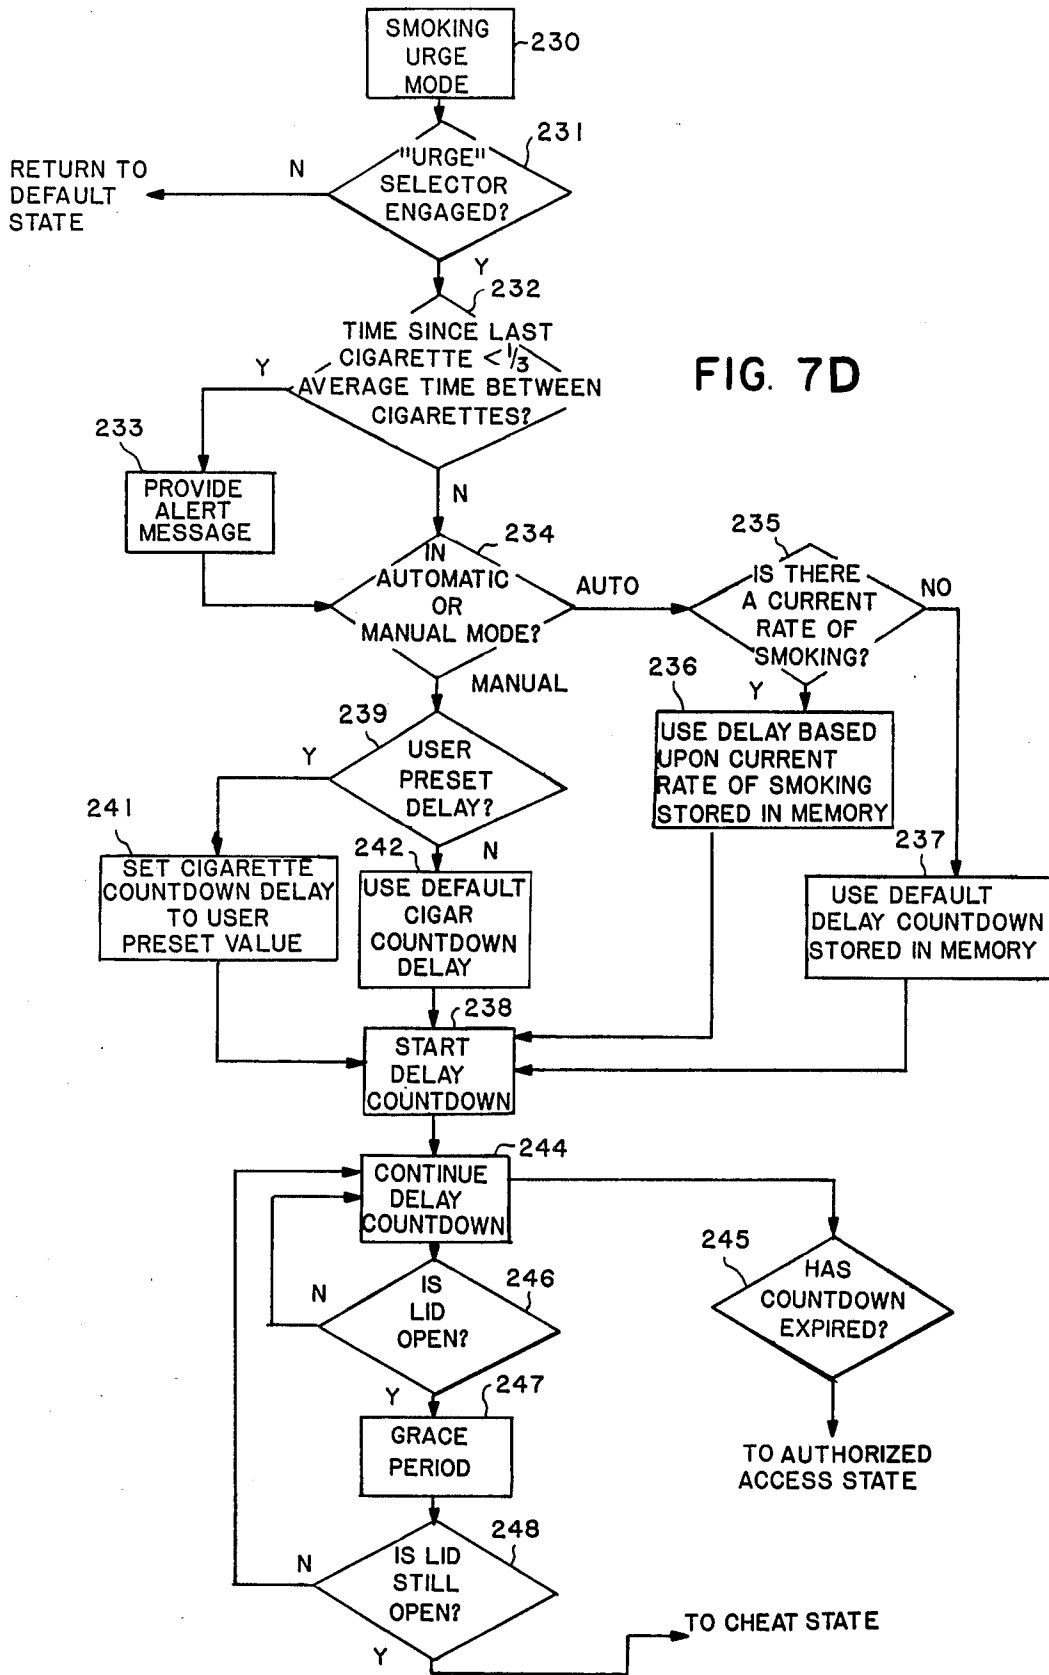 SMOKING
URGE
MODE
230
231
"URGE"
SELECTOR
ENGAGED?
N
RETURN TO
DEFAULT
STATE
Y
232
TIME SINCE LAST
CIGARETTE < 1/3
AVERAGE TIME BETWEEN
CIGARETTES?
Y
FIG. 7D
233
PROVIDE
ALERT
MESSAGE
N
234
IN
AUTOMATIC
OR
MANUAL MODE?
AUTO
235
IS THERE
A CURRENT
RATE OF
SMOKING?
NO
MANUAL
236
Y
USE DELAY BASED
UPON CURRENT
RATE OF SMOKING
STORED IN MEMORY
239
USER
PRESET
DELAY?
Y
241
SET CIGARETTE
COUNTDOWN DELAY
TO USER
PRESET VALUE
242
N
USE DEFAULT
CIGAR
COUNTDOWN
DELAY
237
USE DEFAULT
DELAY COUNTDOWN
STORED IN MEMORY
238
START
DELAY
COUNTDOWN
244
CONTINUE
DELAY
COUNTDOWN
245
HAS
COUNTDOWN
EXPIRED?
246
IS
LID
OPEN?
N
Y
247
GRACE
PERIOD
TO AUTHORIZED
ACCESS STATE
248
IS LID
STILL
OPEN?
N
Y
TO CHEAT STATE